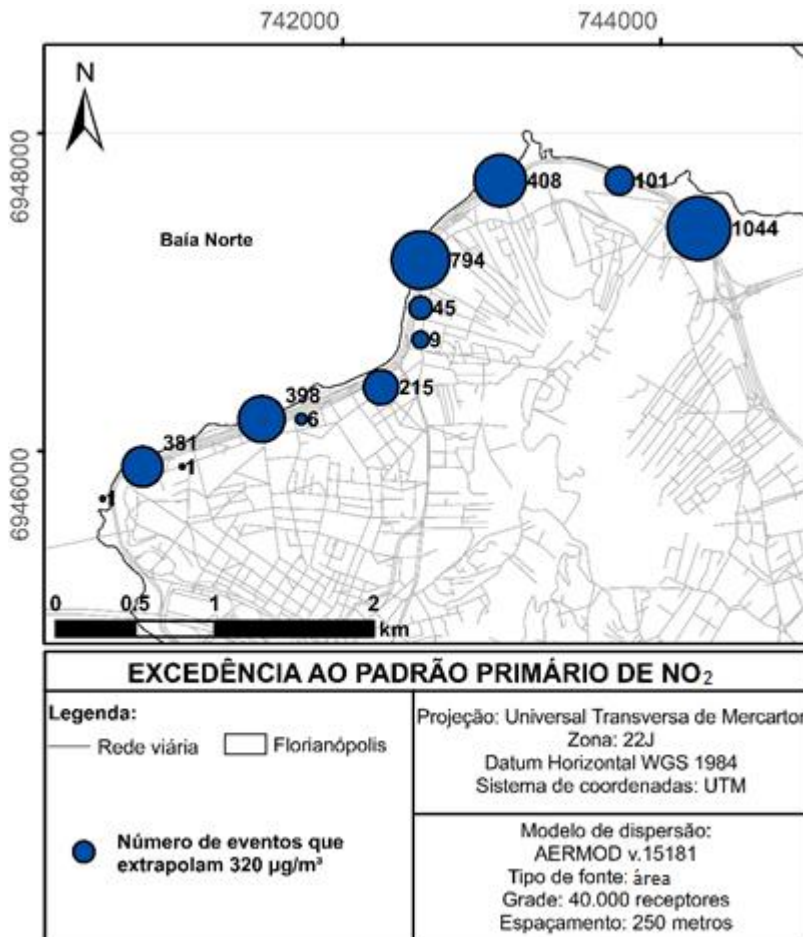 742000 744000
N
6948000
6946000
Baía Norte
408
101
1044
794
45
9
215
398
6
381
1
1
0 0,5 1 2
km
EXCEDÊNCIA AO PADRÃO PRIMÁRIO DE NO₂
Legenda:
Rede viária Florianópolis
Número de eventos que
extrapolam 320 µg/m³
Projeção: Universal Transversa de Mercartor
Zona: 22J
Datum Horizontal WGS 1984
Sistema de coordenadas: UTM
Modelo de dispersão:
AERMOD v.15181
Tipo de fonte: área
Grade: 40.000 receptores
Espaçamento: 250 metros